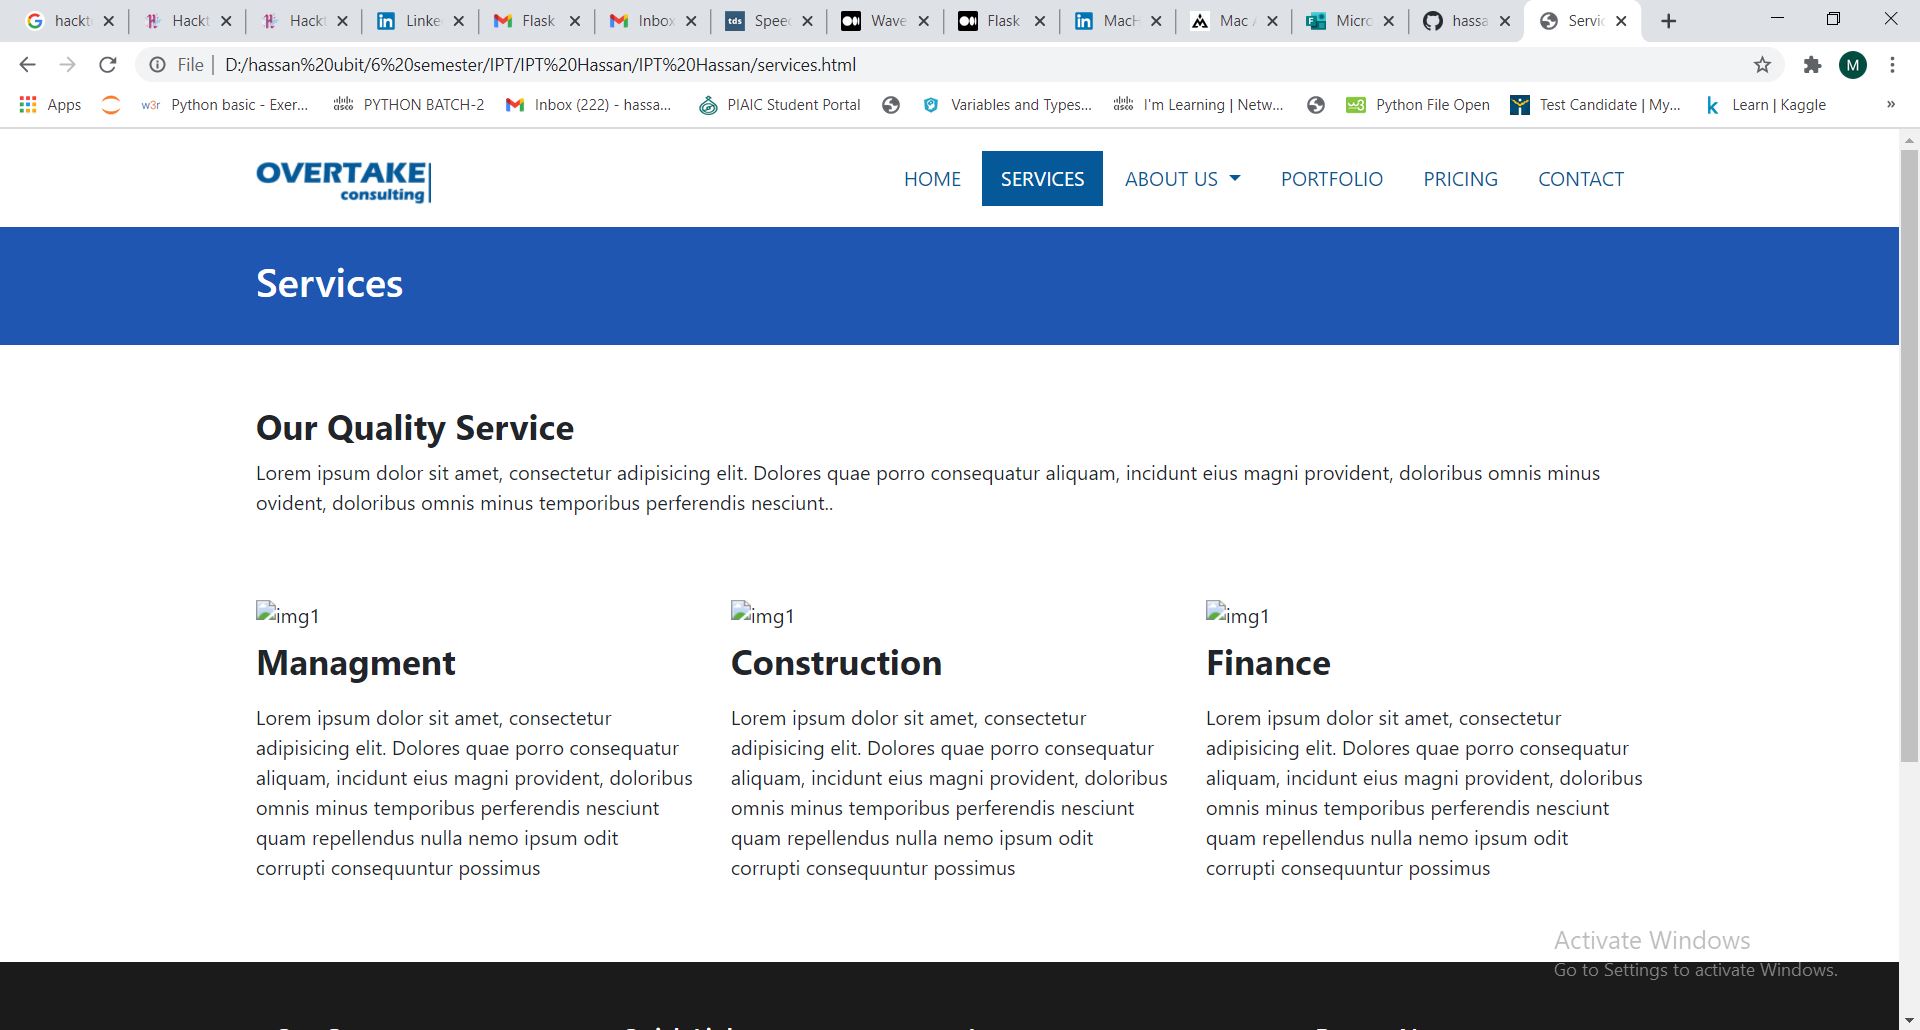 hackt
Hackt
Hackt
Linke
Flask
Inbox
tds Speed
Wave
Flask
MacH
Mac
Micro
hassa
Servic
File | D:/hassan%20ubit/6%20semester/IPT/IPT%20Hassan/IPT%20Hassan/services.html
M
Apps
w3r Python basic - Exer...
cisco PYTHON BATCH-2
Inbox (222) - hassa...
PIAIC Student Portal
Variables and Types...
cisco I'm Learning | Netw...
Python File Open
Test Candidate | My...
k Learn | Kaggle
»
OVERTAKE
consulting
HOME SERVICES ABOUT US PORTFOLIO PRICING CONTACT
Services
Our Quality Service
Lorem ipsum dolor sit amet, consectetur adipisicing elit. Dolores quae porro consequatur aliquam, incidunt eius magni provident, doloribus omnis minus
ovident, doloribus omnis minus temporibus perferendis nesciunt..
img1
Managment
Lorem ipsum dolor sit amet, consectetur
adipisicing elit. Dolores quae porro consequatur
aliquam, incidunt eius magni provident, doloribus
omnis minus temporibus perferendis nesciunt
quam repellendus nulla nemo ipsum odit
corrupti consequuntur possimus
img1
Construction
Lorem ipsum dolor sit amet, consectetur
adipisicing elit. Dolores quae porro consequatur
aliquam, incidunt eius magni provident, doloribus
omnis minus temporibus perferendis nesciunt
quam repellendus nulla nemo ipsum odit
corrupti consequuntur possimus
img1
Finance
Lorem ipsum dolor sit amet, consectetur
adipisicing elit. Dolores quae porro consequatur
aliquam, incidunt eius magni provident, doloribus
omnis minus temporibus perferendis nesciunt
quam repellendus nulla nemo ipsum odit
corrupti consequuntur possimus
Activate Windows
Go to Settings to activate Windows.